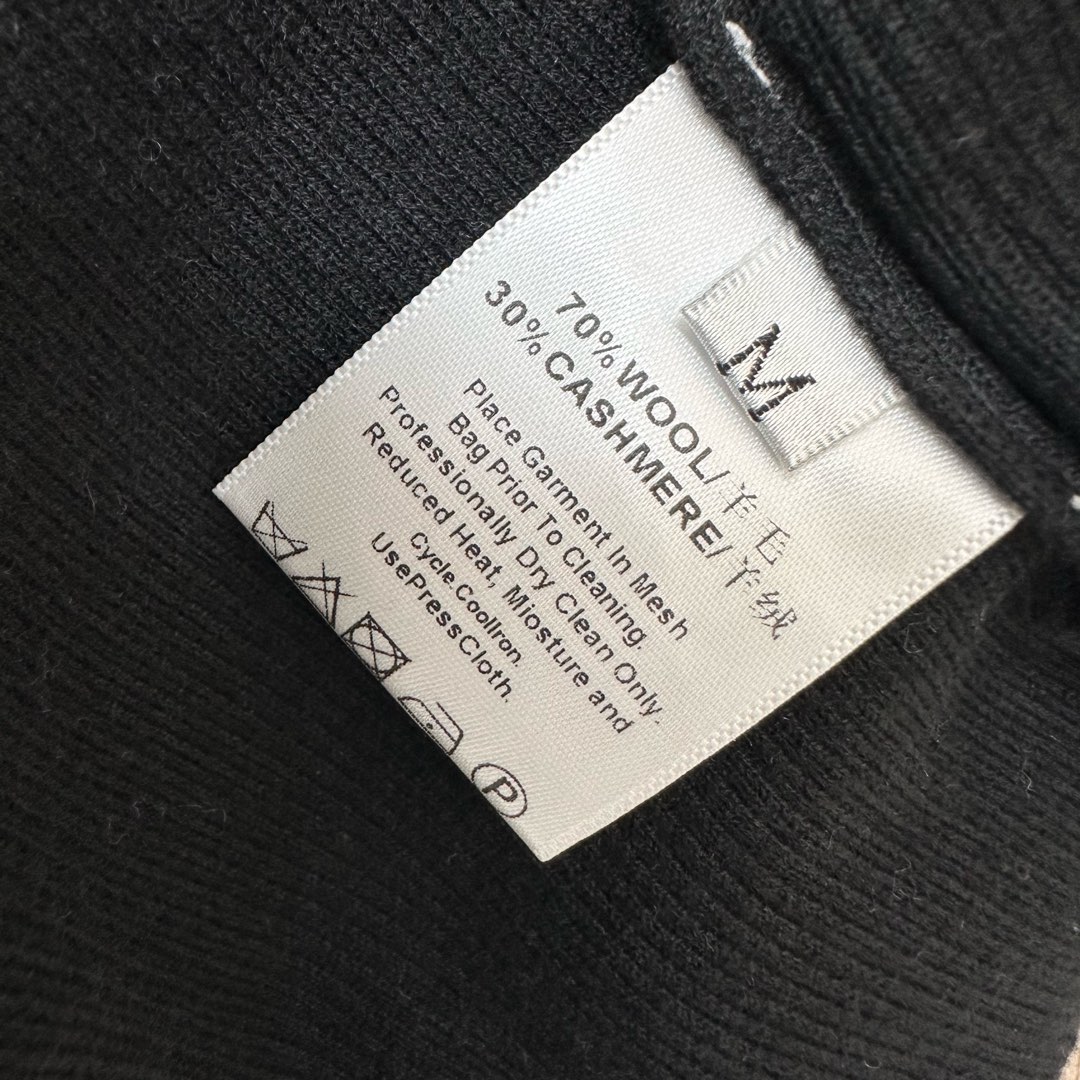 M
70%WOOL/羊毛
30%CASHMERE/羊绒
Place Garment In Mesh
Bag Prior To Cleaning.
Professionally Dry Clean Only-
Reduced Heat, Miosture and
Cycle.CoolIron.
UsePressCloth.
P